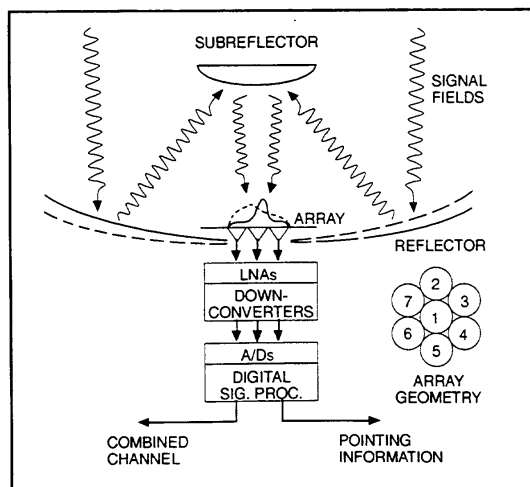 SUBREFLECTOR
SIGNAL
FIELDS
ARRAY
REFLECTOR
LNAs
DOWN-
CONVERTERS
A/Ds
DIGITAL
SIG. PROC.
COMBINED
CHANNEL
POINTING
INFORMATION
2
7
3
1
6
4
5
ARRAY
GEOMETRY